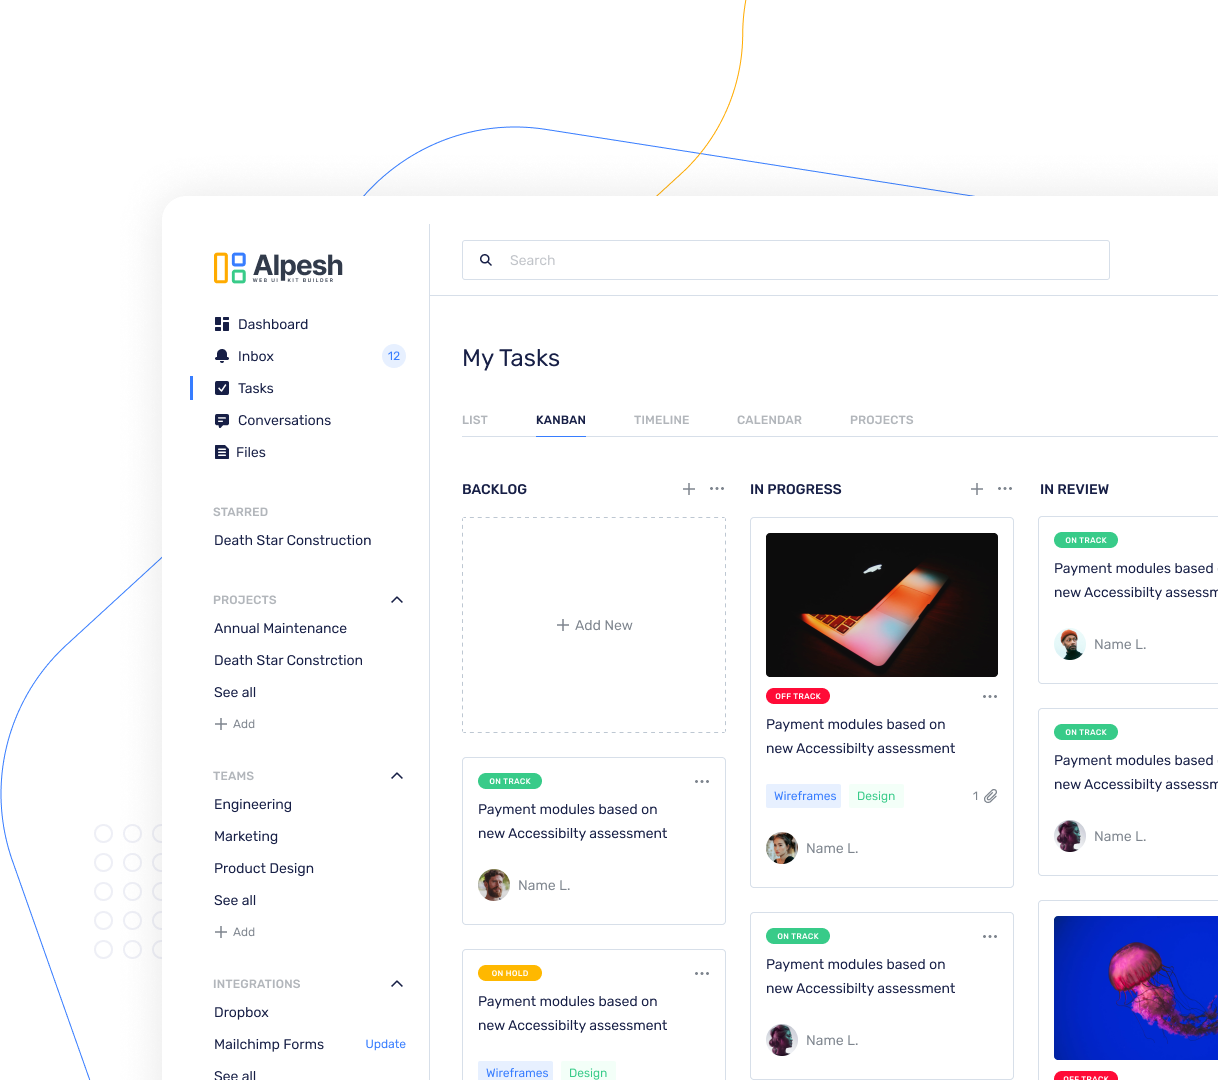 Alpesh
WEB UI KIT BUILDER
Dashboard
Inbox
12
Tasks
Conversations
Files
STARRED
Death Star Construction
PROJECTS
Annual Maintenance
Death Star Constrction
See all
Add
TEAMS
Engineering
Marketing
Product Design
See all
Add
INTEGRATIONS
Dropbox
Mailchimp Forms
Update
See all
Search
My Tasks
LIST
KANBAN
TIMELINE
CALENDAR
PROJECTS
BACKLOG
Add New
ON TRACK
Payment modules based on
new Accessibilty assessment
Name L.
ON HOLD
Payment modules based on
new Accessibilty assessment
Wireframes
Design
IN PROGRESS
OFF TRACK
Payment modules based on
new Accessibilty assessment
Wireframes
Design
1
Name L.
ON TRACK
Payment modules based on
new Accessibilty assessment
Name L.
IN REVIEW
ON TRACK
Payment modules based
new Accessibilty assessm
Name L.
ON TRACK
Payment modules based
new Accessibilty assessm
Name L.
OFF TRACK